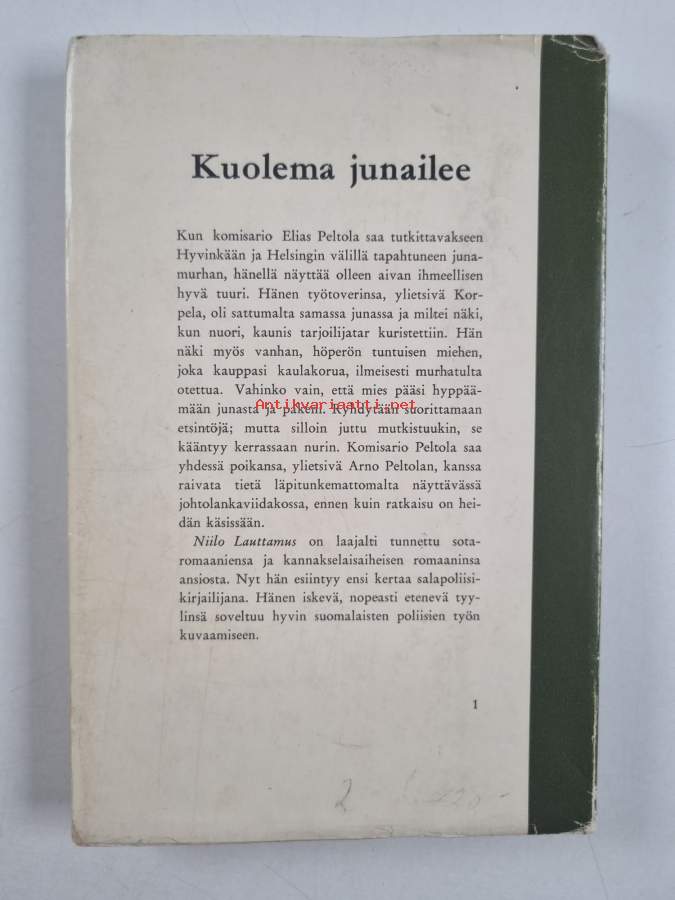 Kuolema junailee
Kun komisario Elias Peltola saa tutkittavakseen
Hyvinkään ja Helsingin välillä tapahtuneen juna-
murhan, hänellä näyttää olleen aivan ihmeellisen
hyvä tuuri. Hänen työtoverinsa, ylietsivä Kor-
pela, oli sattumalta samassa junassa ja miltei näki,
kun nuori, kaunis tarjoilijatar kuristettiin. Hän
näki myös vanhan, höperön tuntuisen miehen,
joka kauppasi kaulakorua, ilmeisesti murhatulta
otettua. Vahinko vain, että mies pääsi hyppää-
mään junasta ja pakeni. Ryhdytään suorittamaan
Antikvariaatti.net
etsintöjä; mutta silloin juttu mutkistuukin, se
kääntyy kerrassaan nurin. Komisario Peltola saa
yhdessä poikansa, ylietsivä Arno Peltolan, kanssa
raivata tietä läpitunkemattomalta näyttävässä
johtolankaviidakossa, ennen kuin ratkaisu on hei-
dän käsissään.
Niilo Lauttamus on laajalti tunnettu sota-
romaaniensa ja kannakselaisaiheisen romaaninsa
ansiosta. Nyt hän esiintyy ensi kertaa salapoliisi-
kirjailijana. Hänen iskevä, nopeasti etenevä tyy-
linsä soveltuu hyvin suomalaisten poliisien työn
kuvaamiseen.
1
2